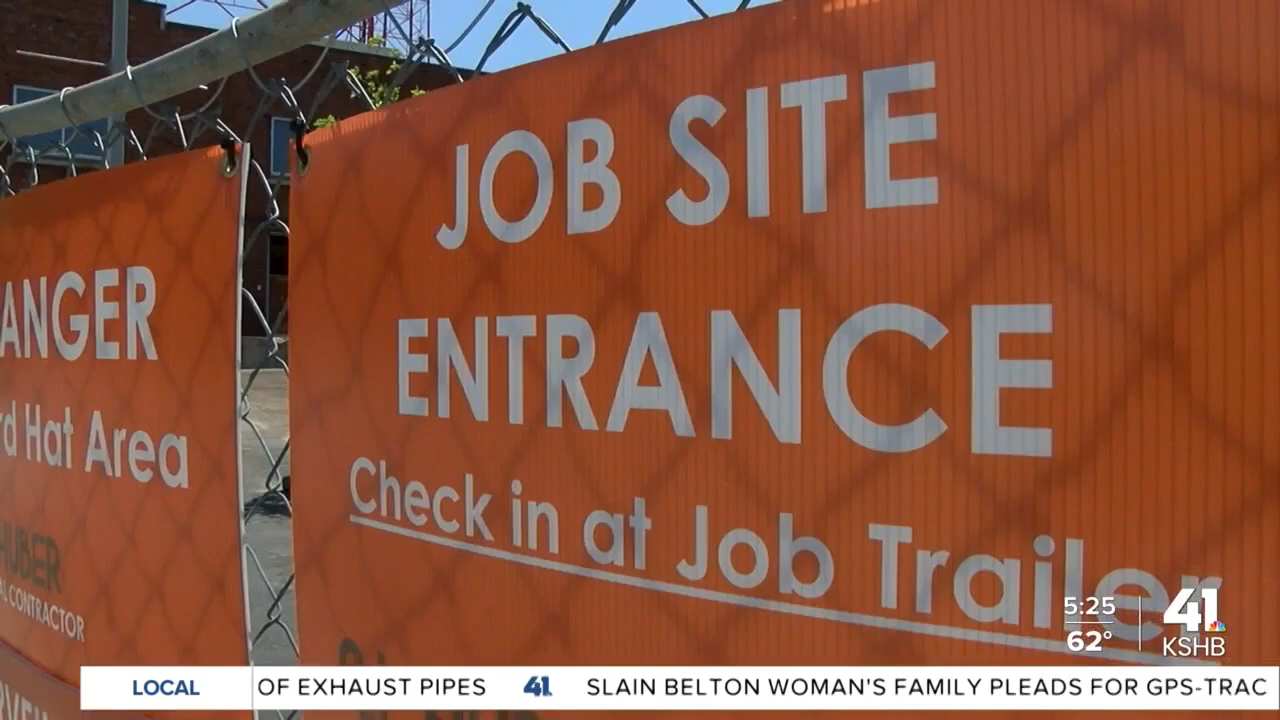 JOB SITE
ENTRANCE
Check in at Job Trailer
ANGER
rd Hat Area
HUBER
AL CONTRACTOR
5:25
62°
41
KSHB
LOCAL
OF EXHAUST PIPES 41 SLAIN BELTON WOMAN'S FAMILY PLEADS FOR GPS-TRAC